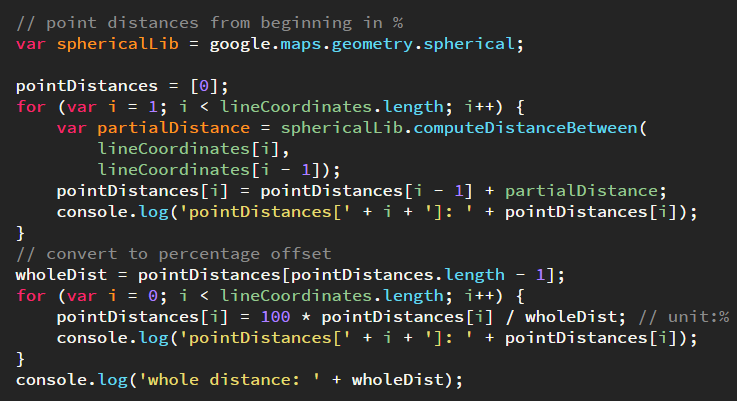 // point distances from beginning in %
var sphericalLib = google.maps.geometry.spherical;

pointDistances = [0];
for (var i = 1; i < lineCoordinates.length; i++) {
    var partialDistance = sphericalLib.computeDistanceBetween(
        lineCoordinates[i],
        lineCoordinates[i - 1]);
    pointDistances[i] = pointDistances[i - 1] + partialDistance;
    console.log('pointDistances[' + i + ']: ' + pointDistances[i]);
}
// convert to percentage offset
wholeDist = pointDistances[pointDistances.length - 1];
for (var i = 0; i < lineCoordinates.length; i++) {
    pointDistances[i] = 100 * pointDistances[i] / wholeDist; // unit:%
    console.log('pointDistances[' + i + ']: ' + pointDistances[i]);
}
console.log('whole distance: ' + wholeDist);